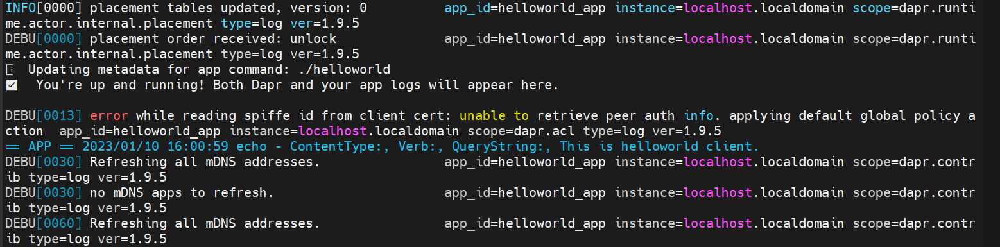 INFO[0000] placement tables updated, version: 0 app_id=helloworld_app instance=localhost.localdomain scope=dapr.runti
me.actor.internal.placement type=log ver=1.9.5
DEBU[0000] placement order received: unlock app_id=helloworld_app instance=localhost.localdomain scope=dapr.runti
me.actor.internal.placement type=log ver=1.9.5
ℹ Updating metadata for app command: ./helloworld
✅ You're up and running! Both Dapr and your app logs will appear here.
DEBU[0013] error while reading spiffe id from client cert: unable to retrieve peer auth info. applying default global policy a
ction app_id=helloworld_app instance=localhost.localdomain scope=dapr.acl type=log ver=1.9.5
== APP == 2023/01/10 16:00:59 echo - ContentType:, Verb:, QueryString:, This is helloworld client.
DEBU[0030] Refreshing all mDNS addresses. app_id=helloworld_app instance=localhost.localdomain scope=dapr.contr
ib type=log ver=1.9.5
DEBU[0030] no mDNS apps to refresh. app_id=helloworld_app instance=localhost.localdomain scope=dapr.contr
ib type=log ver=1.9.5
DEBU[0060] Refreshing all mDNS addresses. app_id=helloworld_app instance=localhost.localdomain scope=dapr.contr
ib type=log ver=1.9.5